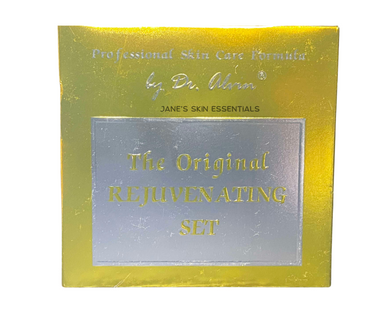 Professional Skin Care Formula
by Dr. Alvin®
JANE'S SKIN ESSENTIALS
The Original
REJUVENATING
SET